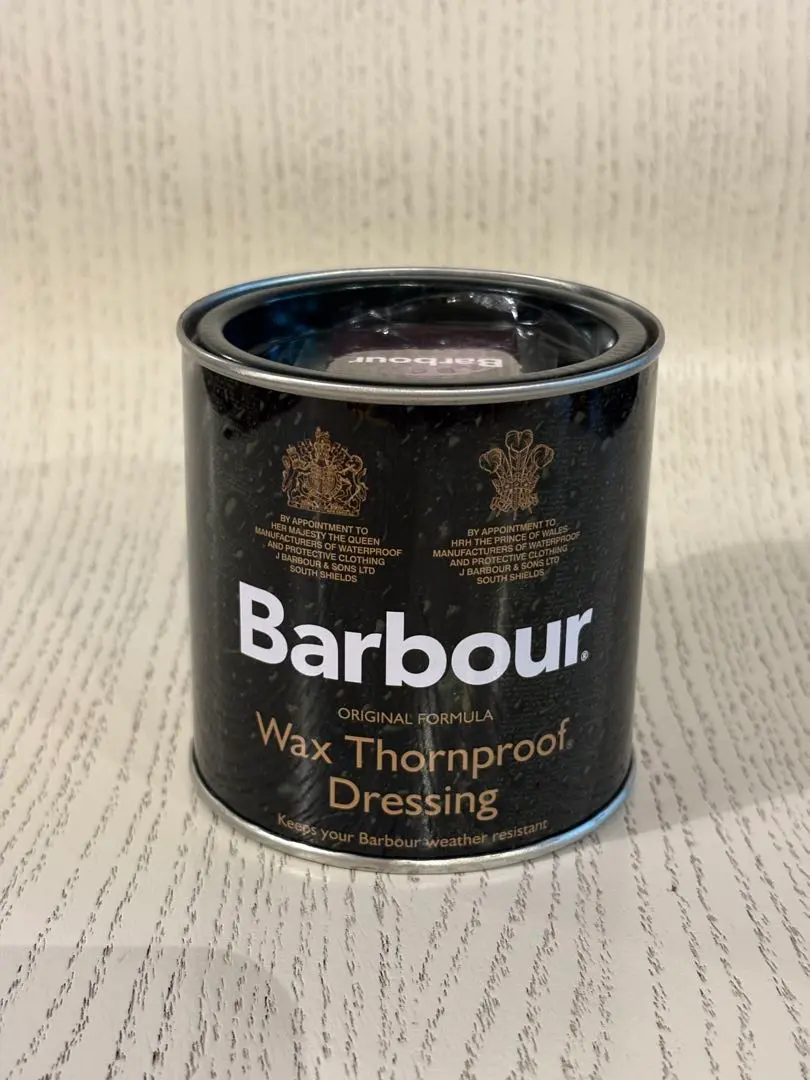 Barbour
Barbour
BY APPOINTMENT TO
HER MAJESTY THE QUEEN
MANUFACTURERS OF WATERPROOF
AND PROTECTIVE CLOTHING
J BARBOUR & SONS LTD
SOUTH SHIELDS
BY APPOINTMENT TO
HRH THE PRINCE OF WALES
MANUFACTURERS OF WATERPROOF
AND PROTECTIVE CLOTHING
J BARBOUR & SONS LTD
SOUTH SHIELDS
Barbour®
ORIGINAL FORMULA
Wax Thornproof
Dressing
Keeps your Barbour weather resistant